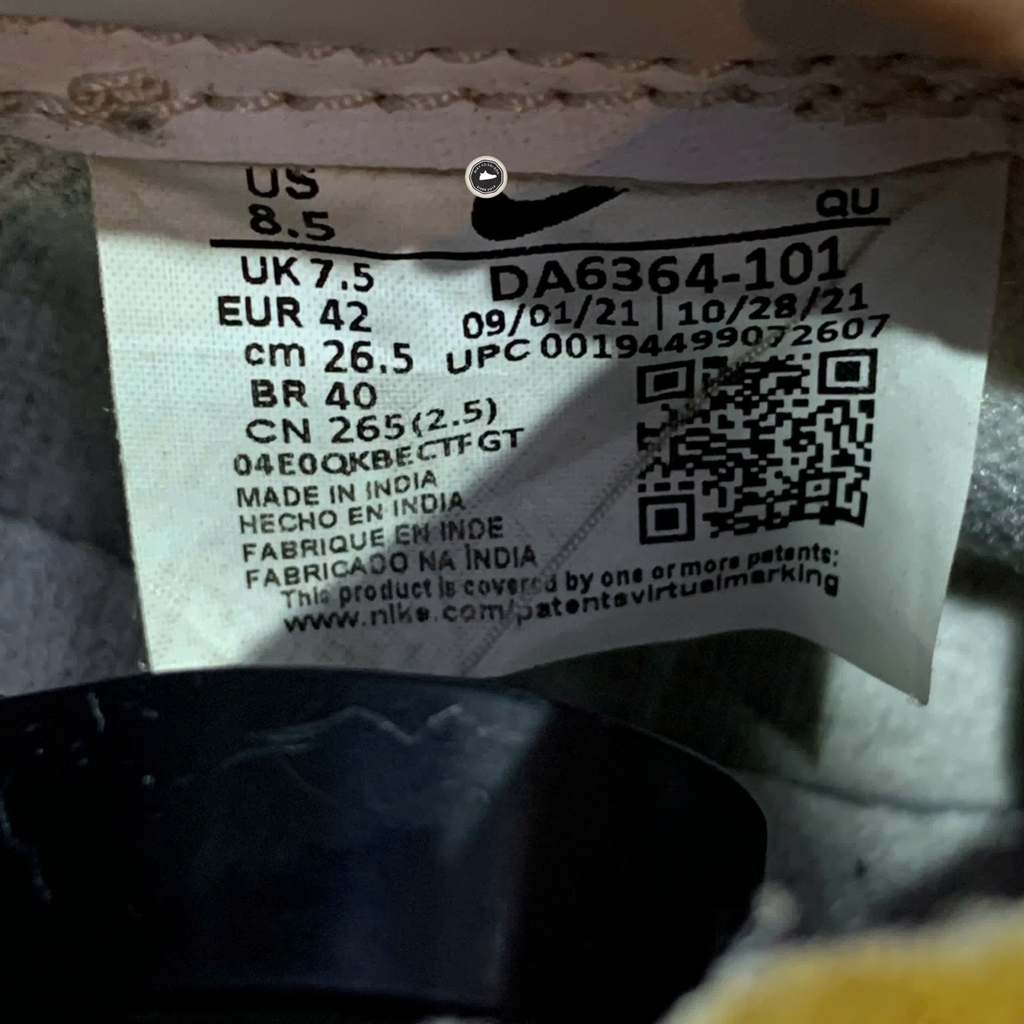 US
8.5
QU
UK 7.5
DA6364-101
EUR 42
09/01/21 | 10/28/21
cm 26.5
UPC 00194499072607
BR 40
CN 265(2.5)
04E0QKBECTFGT
MADE IN INDIA
HECHO EN INDIA
FABRIQUE EN INDE
FABRICADO NA ÍNDIA
This product is covered by one or more patents:
www.nike.com/patentsvirtualmarking